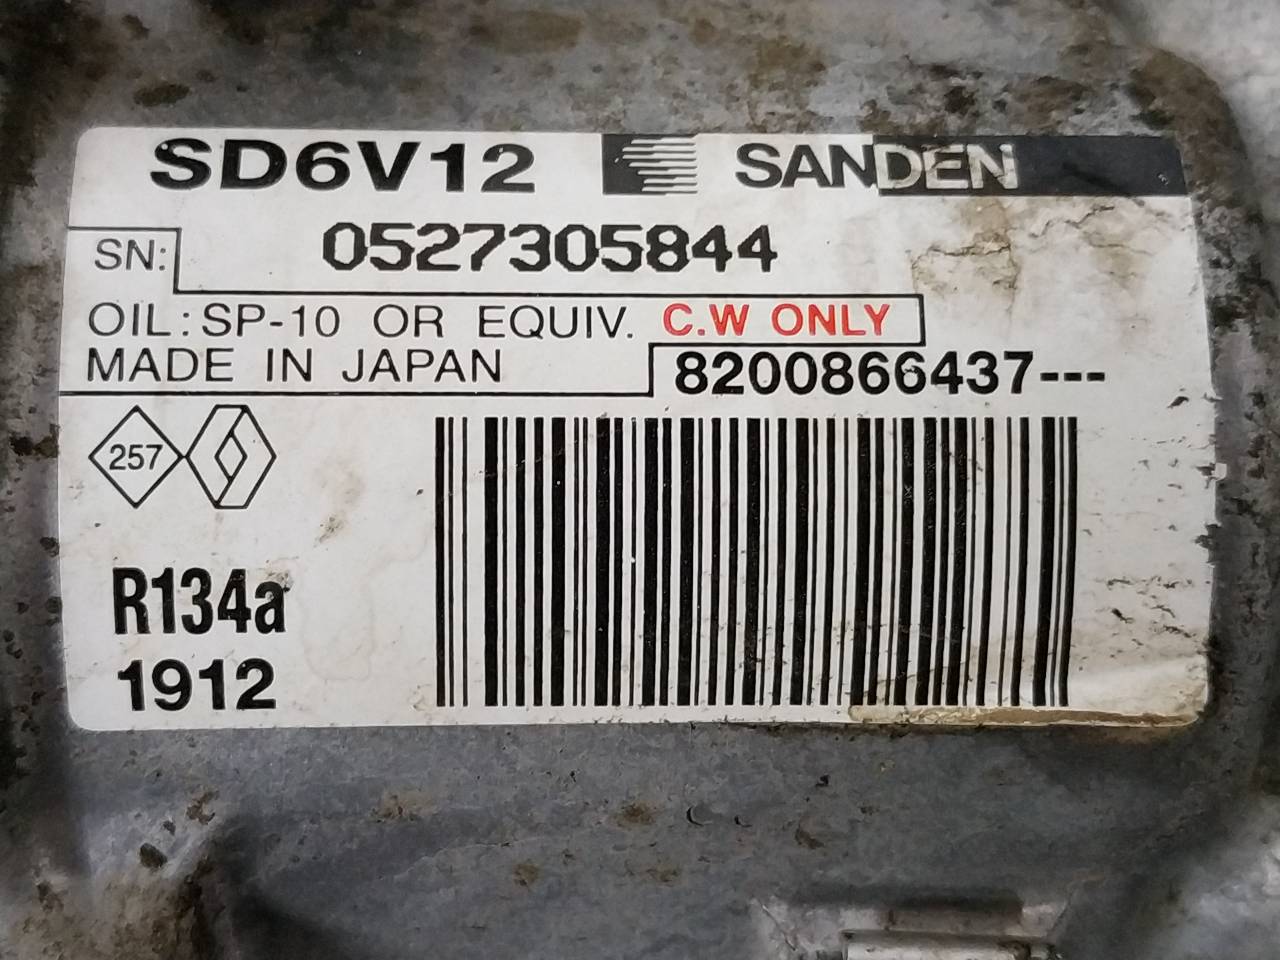 SD6V12 SANDEN
SN: 0527305844
OIL: SP-10 OR EQUIV. C.W ONLY
MADE IN JAPAN 8200866437---
257
R134a
1912